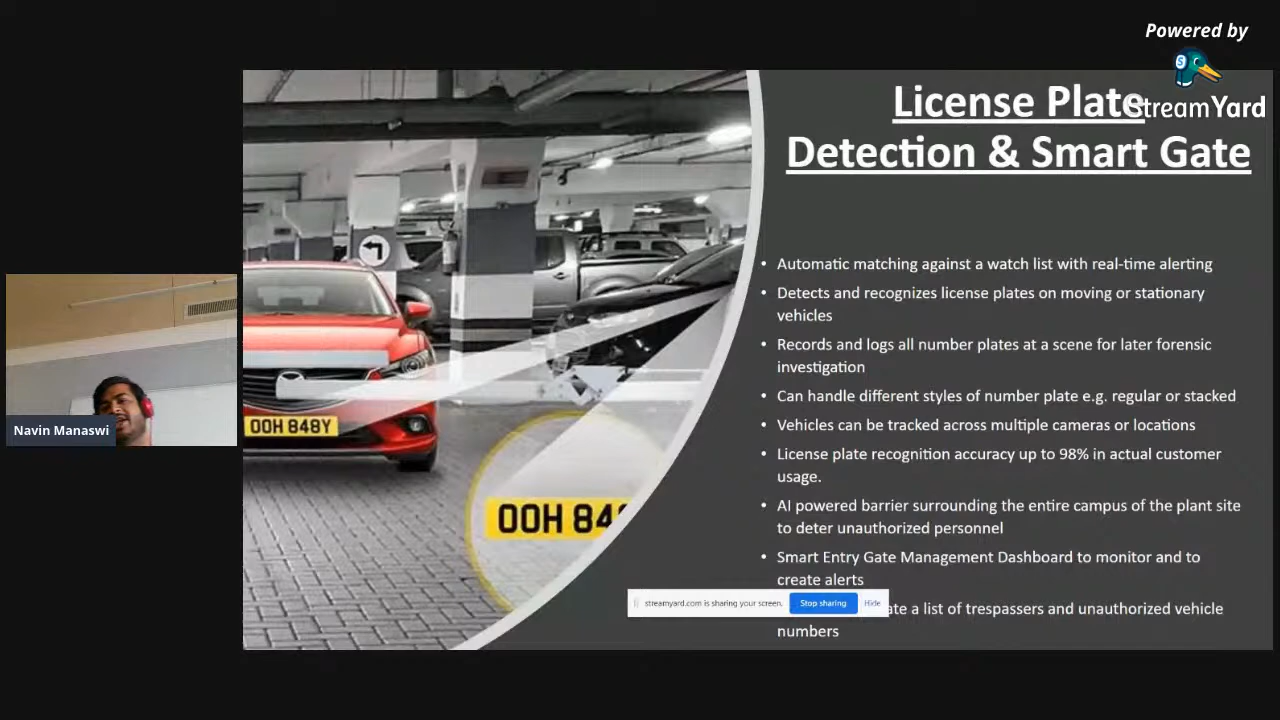 Powered by
StreamYard
License Plate
Detection & Smart Gate
• Automatic matching against a watch list with real-time alerting
• Detects and recognizes license plates on moving or stationary
vehicles
• Records and logs all number plates at a scene for later forensic
investigation
• Can handle different styles of number plate e.g. regular or stacked
• Vehicles can be tracked across multiple cameras or locations
• License plate recognition accuracy up to 98% in actual customer
usage.
• AI powered barrier surrounding the entire campus of the plant site
to deter unauthorized personnel
• Smart Entry Gate Management Dashboard to monitor and to
create alerts
a list of trespassers and unauthorized vehicle
numbers
streamyard.com is sharing your screen.
Stop sharing
Hide
OOH 848Y
OOH 84
Navin Manaswi